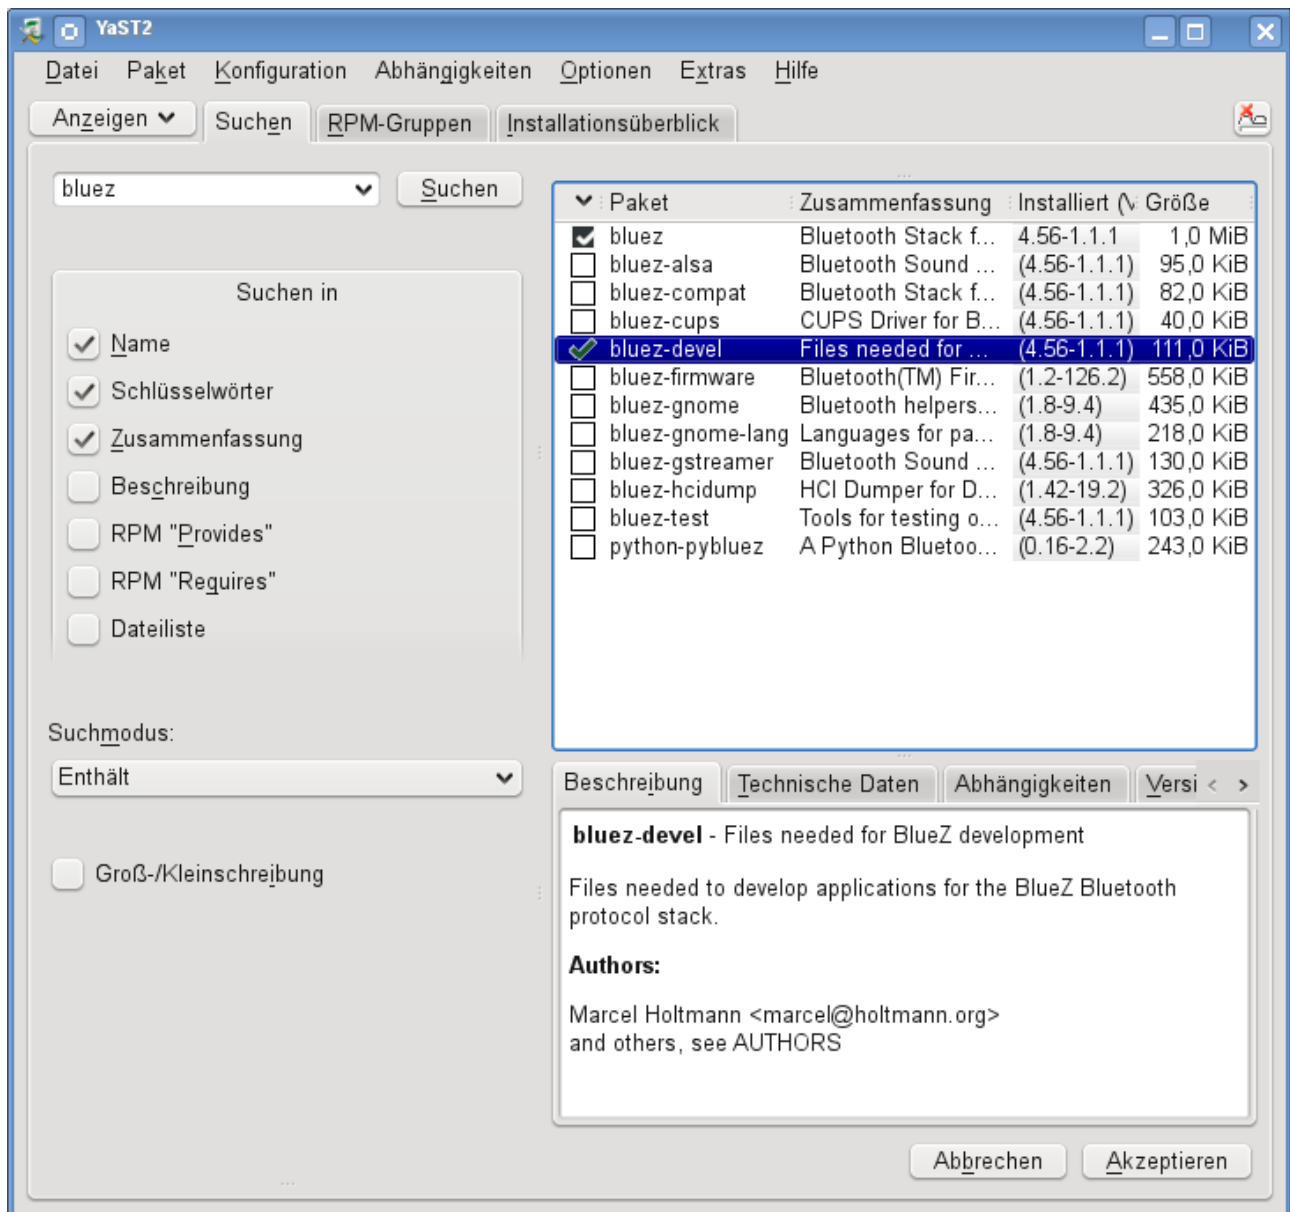 YaST2
Datei Paket Konfiguration Abhängigkeiten Optionen Extras Hilfe
Anzeigen Suchen RPM-Gruppen Installationsüberblick
bluez Suchen
Suchen in
Name
Schlüsselwörter
Zusammenfassung
Beschreibung
RPM "Provides"
RPM "Requires"
Dateiliste
Suchmodus:
Enthält
Groß-/Kleinschreibung
Paket Zusammenfassung Installiert (V Größe
bluez Bluetooth Stack f... 4.56-1.1.1 1,0 MiB
bluez-alsa Bluetooth Sound ... (4.56-1.1.1) 95,0 KiB
bluez-compat Bluetooth Stack f... (4.56-1.1.1) 82,0 KiB
bluez-cups CUPS Driver for B... (4.56-1.1.1) 40,0 KiB
bluez-devel Files needed for ... (4.56-1.1.1) 111,0 KiB
bluez-firmware Bluetooth(TM) Fir... (1.2-126.2) 558,0 KiB
bluez-gnome Bluetooth helpers... (1.8-9.4) 435,0 KiB
bluez-gnome-lang Languages for pa... (1.8-9.4) 218,0 KiB
bluez-gstreamer Bluetooth Sound ... (4.56-1.1.1) 130,0 KiB
bluez-hcidump HCI Dumper for D... (1.42-19.2) 326,0 KiB
bluez-test Tools for testing o... (4.56-1.1.1) 103,0 KiB
python-pybluez A Python Bluetoo... (0.16-2.2) 243,0 KiB
Beschreibung Technische Daten Abhängigkeiten Versi < >
bluez-devel - Files needed for BlueZ development
Files needed to develop applications for the BlueZ Bluetooth
protocol stack.
Authors:
Marcel Holtmann <marcel@holtmann.org>
and others, see AUTHORS
Abbrechen Akzeptieren